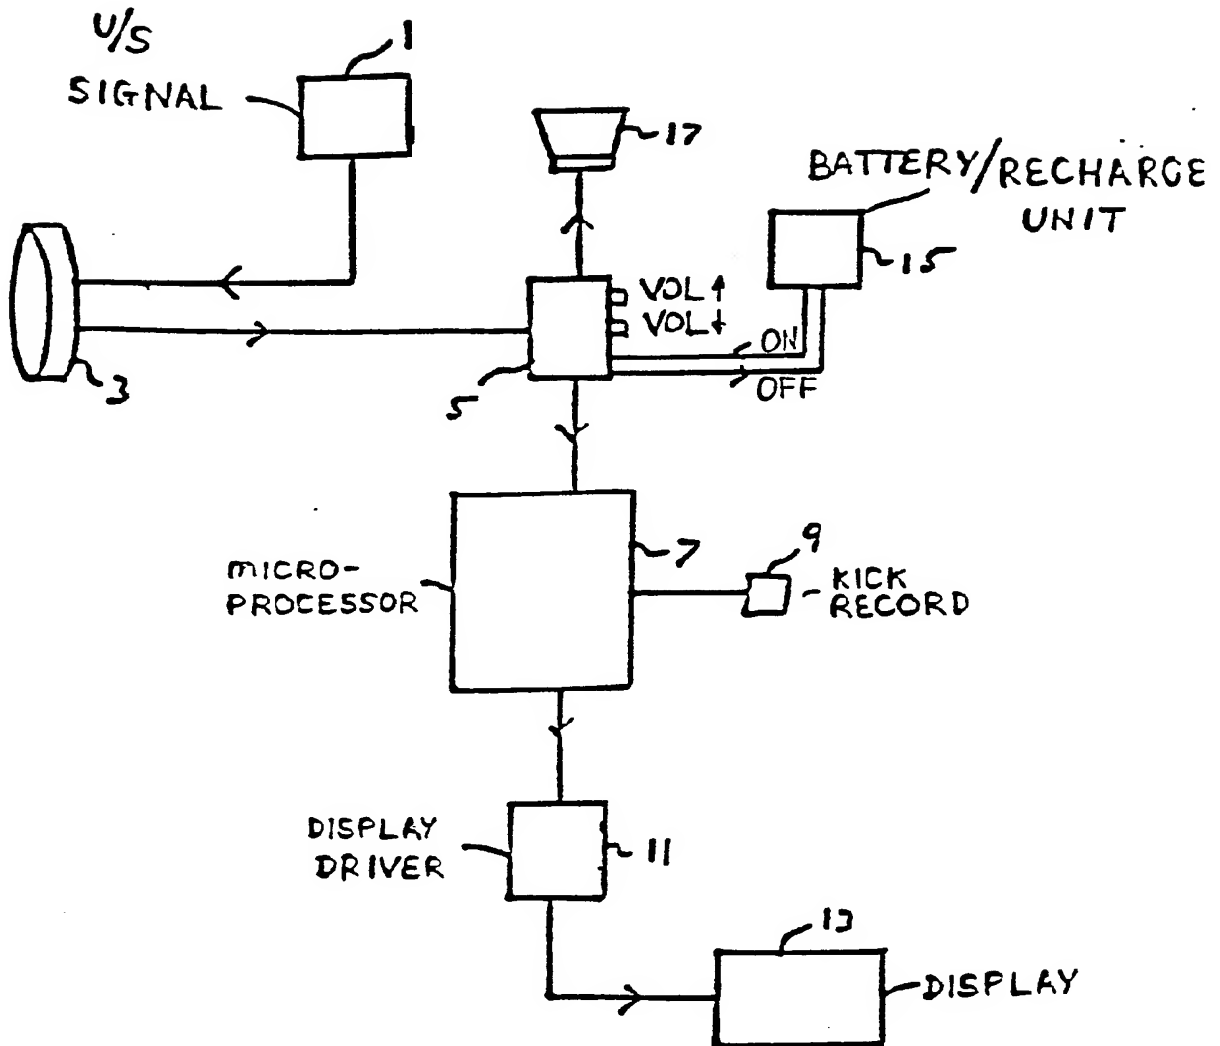 U/S
SIGNAL
1
17
BATTERY/RECHARGE
UNIT
15
VOL↑
VOL↓
ON
OFF
3
5
MICRO-
PROCESSOR
7
9
KICK
RECORD
DISPLAY
DRIVER
11
13
DISPLAY